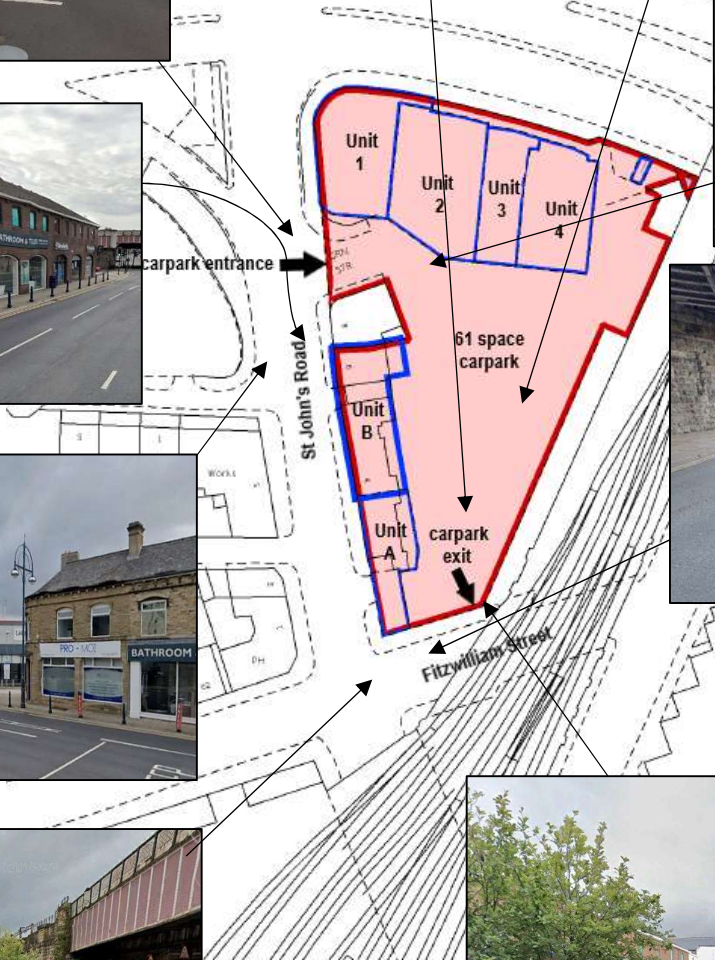 Unit
1
Unit
2
Unit
3
Unit
4
carpark entrance
61 space
carpark
St John's Road
Unit
B
Works
Unit
A
carpark
exit
PH
Fitzwilliam Street
PRO - MOE
BATHROOM